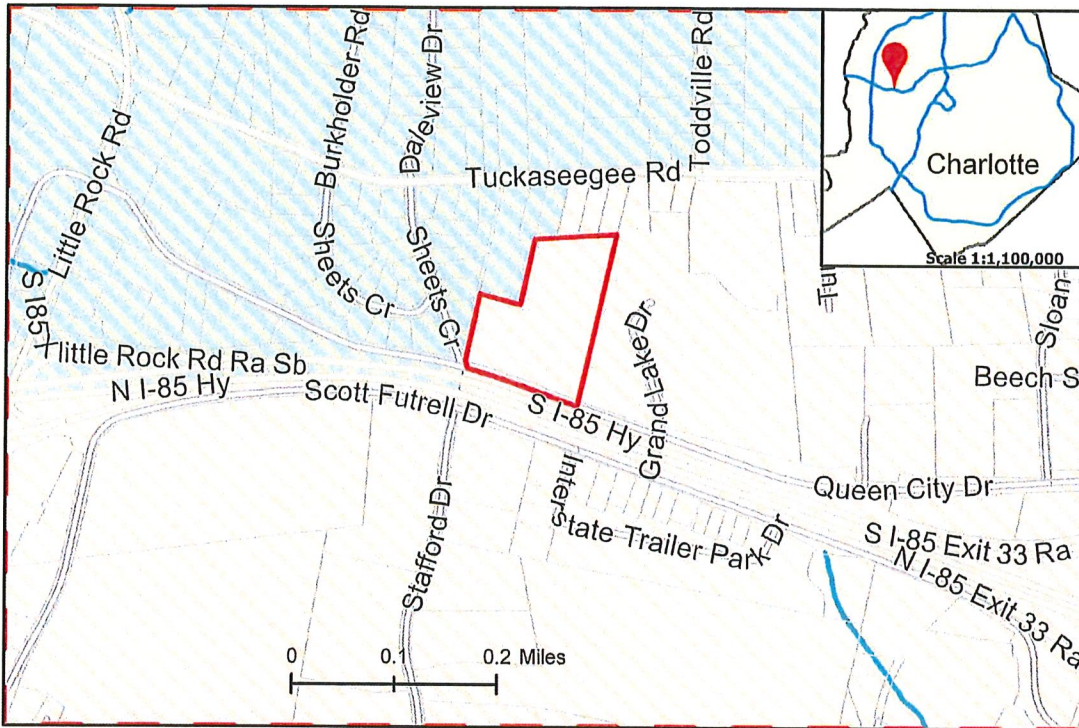 Burkholder Rd
Daleview Dr
Toddville Rd
Little Rock Rd
Tuckaseegee Rd
Charlotte
Scale 1:1,100,000
Sheets Cr
Sheets Cr
S I85
little Rock Rd Ra Sb
N I-85 Hy
Scott Futrell Dr
S I-85 Hy
Grand Lake Dr
Sloan
Beech S
Queen City Dr
Stafford Dr
Interstate Trailer Park Dr
S I-85 Exit 33 Ra
N I-85 Exit 33 Ra
0 0.1 0.2 Miles